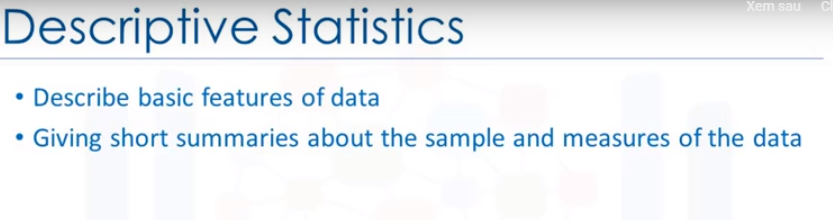 Xem sau
Descriptive Statistics
• Describe basic features of data
• Giving short summaries about the sample and measures of the data